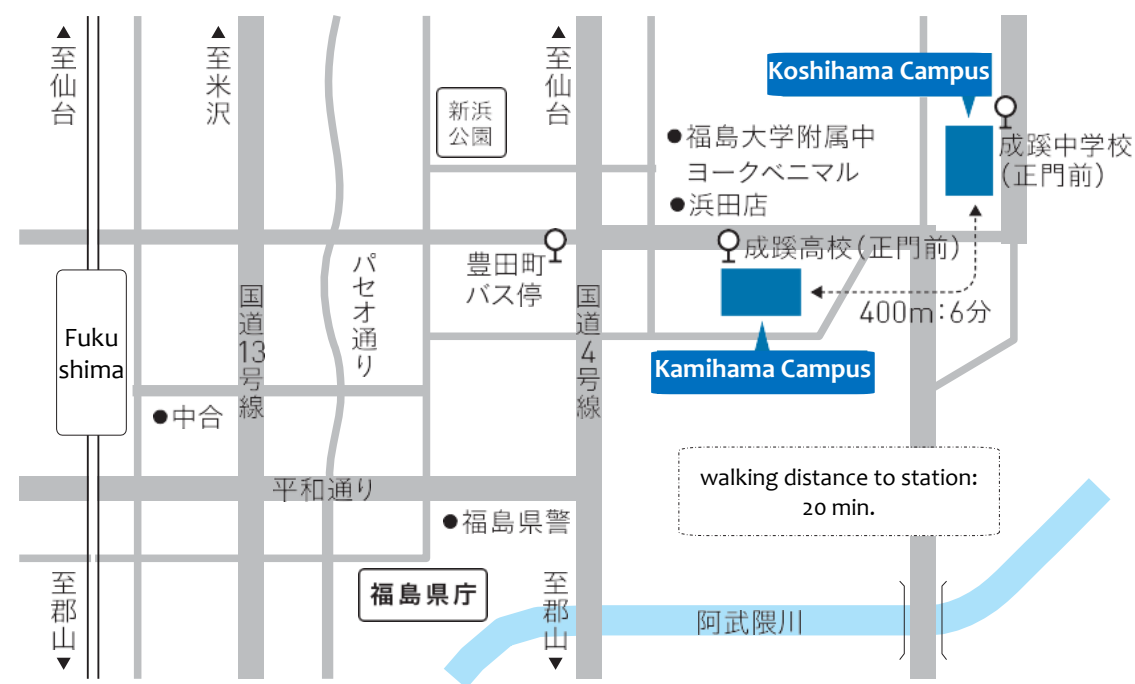 至仙台
至米沢
至仙台
Koshihama Campus
新浜
公園
福島大学附属中
ヨークベニマル
浜田店
成蹊中学校
(正門前)
成蹊高校(正門前)
豊田町
バス停
パセオ通り
国道13号線
国道4号線
400m:6分
Fuku
shima
Kamihama Campus
中合
walking distance to station:
20 min.
平和通り
福島県警
福島県庁
至郡山
至郡山
阿武隈川